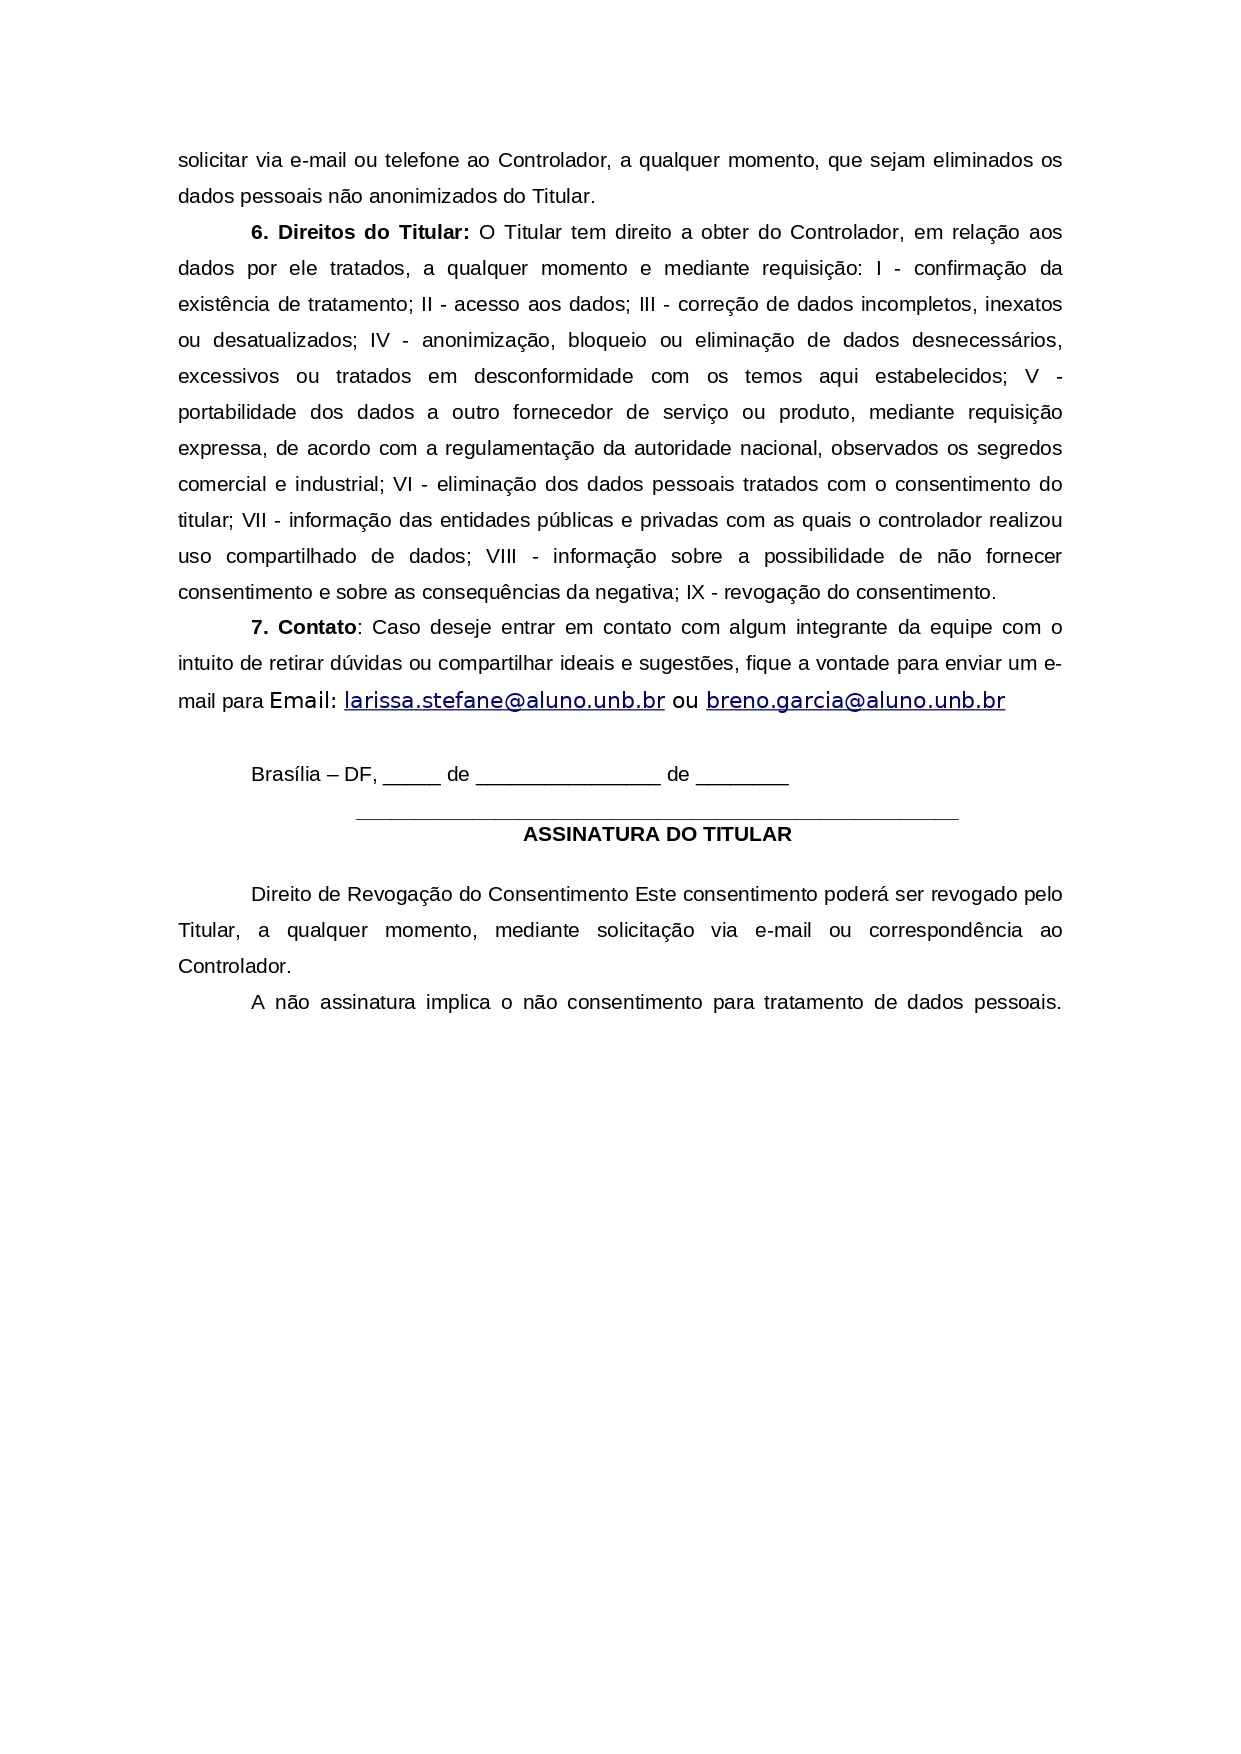 solicitar via e-mail ou telefone ao Controlador, a qualquer momento, que sejam eliminados os
dados pessoais não anonimizados do Titular.
6. Direitos do Titular: O Titular tem direito a obter do Controlador, em relação aos
dados por ele tratados, a qualquer momento e mediante requisição: I - confirmação da
existência de tratamento; II - acesso aos dados; III - correção de dados incompletos, inexatos
ou desatualizados; IV - anonimização, bloqueio ou eliminação de dados desnecessários,
excessivos ou tratados em desconformidade com os temos aqui estabelecidos; V -
portabilidade dos dados a outro fornecedor de serviço ou produto, mediante requisição
expressa, de acordo com a regulamentação da autoridade nacional, observados os segredos
comercial e industrial; VI - eliminação dos dados pessoais tratados com o consentimento do
titular; VII - informação das entidades públicas e privadas com as quais o controlador realizou
uso compartilhado de dados; VIII - informação sobre a possibilidade de não fornecer
consentimento e sobre as consequências da negativa; IX - revogação do consentimento.
7. Contato: Caso deseje entrar em contato com algum integrante da equipe com o
intuito de retirar dúvidas ou compartilhar ideais e sugestões, fique a vontade para enviar um e-
mail para Email: larissa.stefane@aluno.unb.br ou breno.garcia@aluno.unb.br
Brasília – DF, _____ de ________________ de ________
____________________________________________________
ASSINATURA DO TITULAR
Direito de Revogação do Consentimento Este consentimento poderá ser revogado pelo
Titular, a qualquer momento, mediante solicitação via e-mail ou correspondência ao
Controlador.
A não assinatura implica o não consentimento para tratamento de dados pessoais.